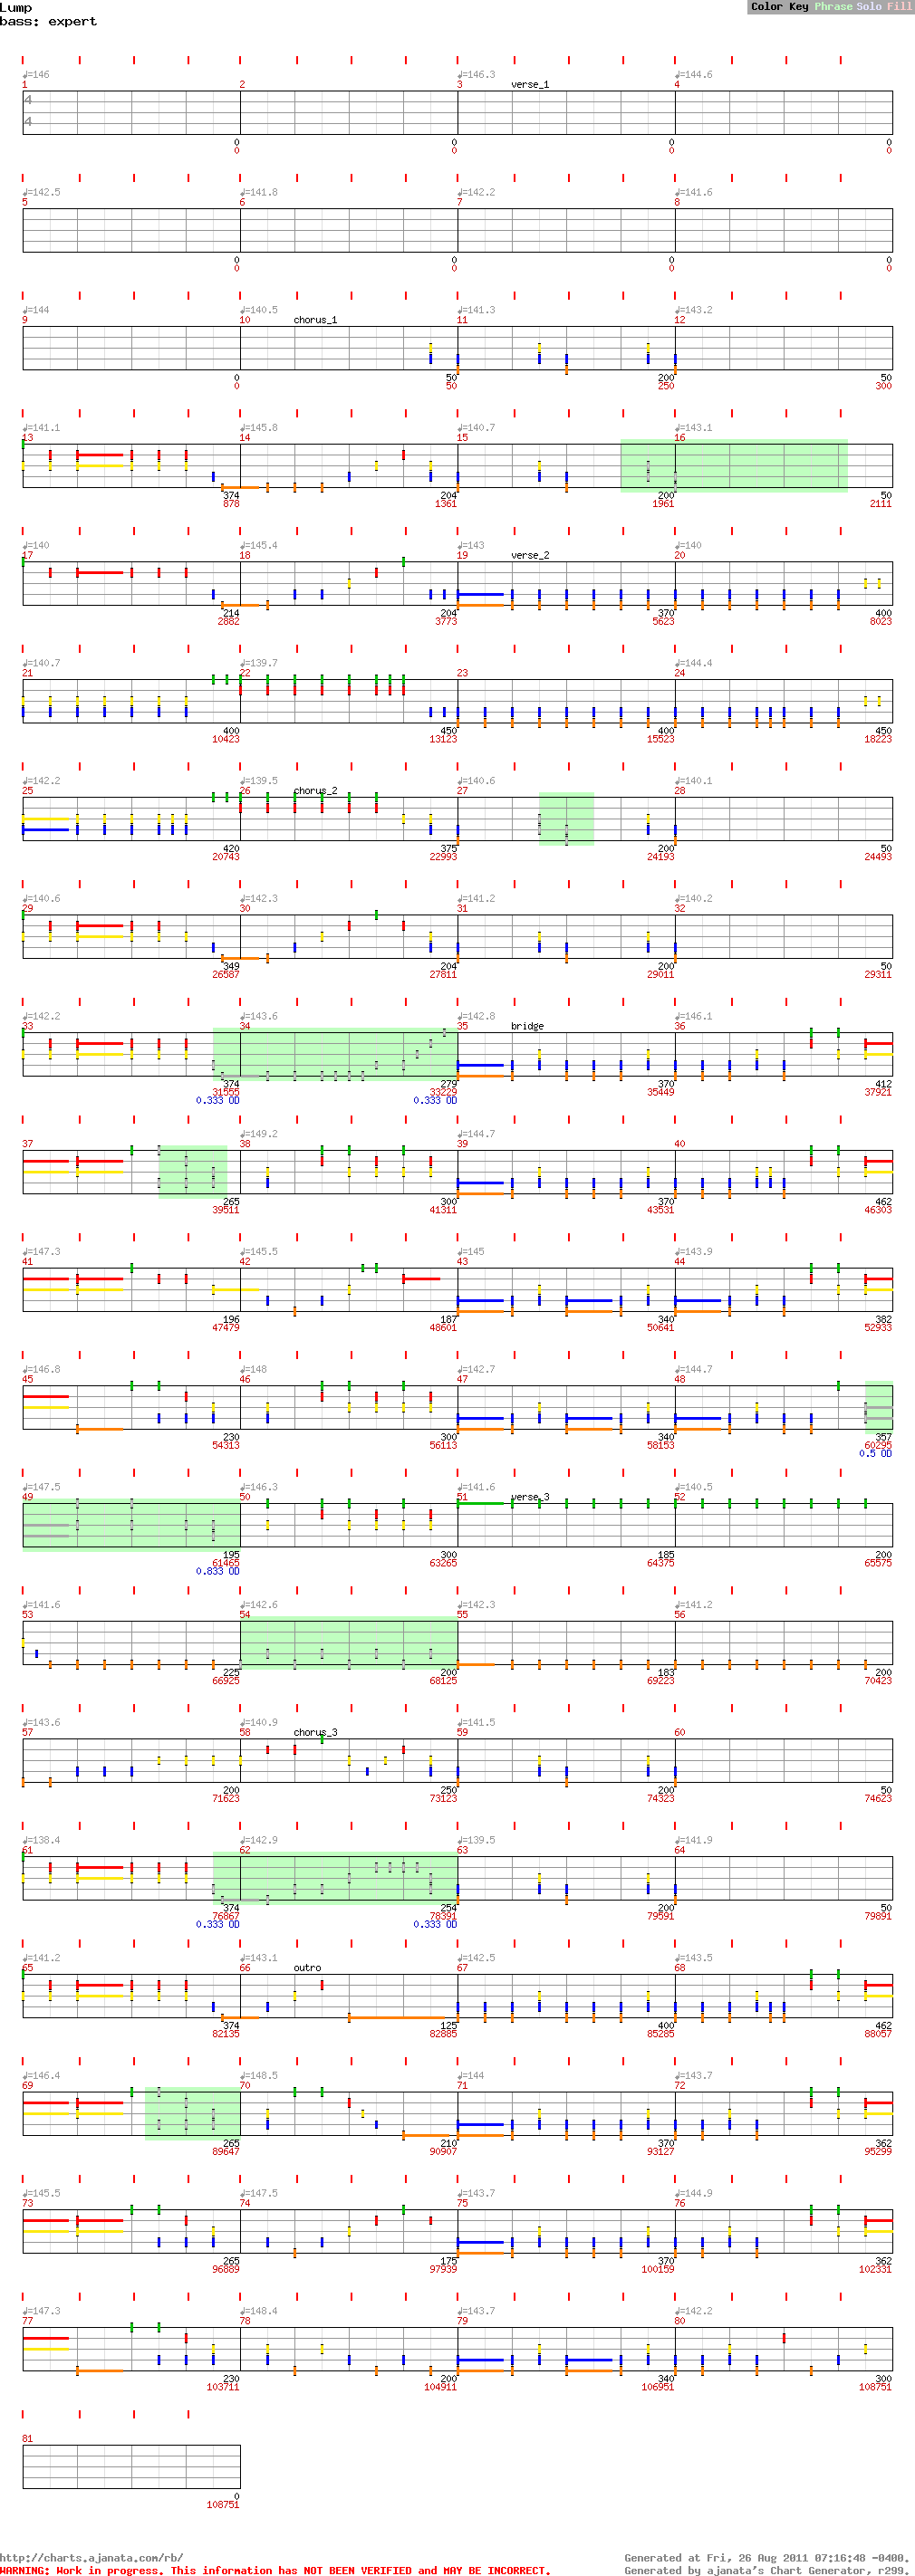 Lump
Color Key Phrase Solo Fill
bass: expert
♩=146 ♩=146.3 ♩=144.6
1 2 3 verse_1 4
4
4
0 0 0 0
0 0 0 0
♩=142.5 ♩=141.8 ♩=142.2 ♩=141.6
5 6 7 8
0 0 0 0
0 0 0 0
♩=144 ♩=140.5 ♩=141.3 ♩=143.2
9 10 chorus_1 11 12
0 50 200 50
0 50 250 300
♩=141.1 ♩=145.8 ♩=140.7 ♩=143.1
13 14 15 16
374 204 200 50
878 1361 1961 2111
♩=140 ♩=145.4 ♩=143 ♩=140
17 18 19 verse_2 20
214 204 370 400
2882 3773 5623 8023
♩=140.7 ♩=139.7 ♩=144.4
21 22 23 24
400 450 400 450
10423 13123 15523 18223
♩=142.2 ♩=139.5 ♩=140.6 ♩=140.1
25 26 chorus_2 27 28
420 375 200 50
20743 22993 24193 24493
♩=140.6 ♩=142.3 ♩=141.2 ♩=140.2
29 30 31 32
349 204 200 50
26587 27811 29011 29311
♩=142.2 ♩=143.6 ♩=142.8 ♩=146.1
33 34 35 bridge 36
374 279 370 412
31555 33229 35449 37921
0.333 OD 0.333 OD
♩=149.2 ♩=144.7
37 38 39 40
265 300 370 462
39511 41311 43531 46303
♩=147.3 ♩=145.5 ♩=145 ♩=143.9
41 42 43 44
196 187 340 382
47479 48601 50641 52933
♩=146.8 ♩=148 ♩=142.7 ♩=144.7
45 46 47 48
230 300 340 357
54313 56113 58153 60295
0.5 OD
♩=147.5 ♩=146.3 ♩=141.6 ♩=140.5
49 50 51 verse_3 52
195 300 185 200
61465 63265 64375 65575
0.833 OD
♩=141.6 ♩=142.6 ♩=142.3 ♩=141.2
53 54 55 56
225 200 183 200
66925 68125 69223 70423
♩=143.6 ♩=140.9 ♩=141.5
57 58 chorus_3 59 60
200 250 200 50
71623 73123 74323 74623
♩=138.4 ♩=142.9 ♩=139.5 ♩=141.9
61 62 63 64
374 254 200 50
76867 78391 79591 79891
0.333 OD 0.333 OD
♩=141.2 ♩=143.1 ♩=142.5 ♩=143.5
65 66 outro 67 68
374 125 400 462
82135 82885 85285 88057
♩=146.4 ♩=148.5 ♩=144 ♩=143.7
69 70 71 72
265 210 370 362
89647 90907 93127 95299
♩=145.5 ♩=147.5 ♩=143.7 ♩=144.9
73 74 75 76
265 175 370 362
96889 97939 100159 102331
♩=147.3 ♩=148.4 ♩=143.7 ♩=142.2
77 78 79 80
230 200 340 300
103711 104911 106951 108751
81
0
108751
http://charts.ajanata.com/rb/
Generated at Fri, 26 Aug 2011 07:16:48 -0400.
WARNING: Work in progress. This information has NOT BEEN VERIFIED and MAY BE INCORRECT.
Generated by ajanata's Chart Generator, r299.